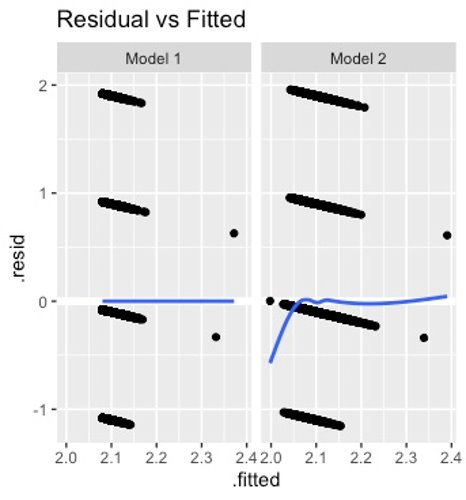 Residual vs Fitted
Model 1 Model 2
2
1
0
-1
.resid
2.0 2.1 2.2 2.3 2.4 2.0 2.1 2.2 2.3 2.4
.fitted